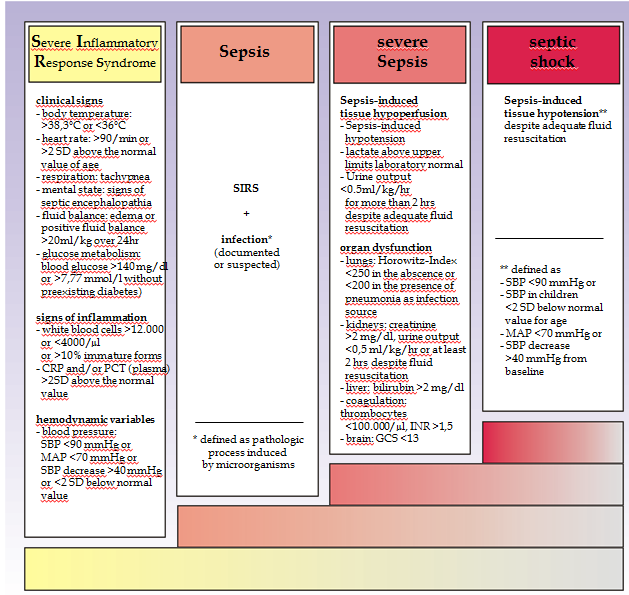 Severe Inflammatory
Response Syndrome
clinical signs
- body temperature:
>38,3°C or <36°C
- heart rate: >90/min or
>2 SD above the normal
value of age
- respiration: tachypnea
- mental state: signs of
septic encephalopathia
- fluid balance: edema or
positive fluid balance
>20ml/kg over 24hr
- glucose metabolism:
blood glucose >140 mg/dl
or >7,77 mmol/l without
preexisting diabetes)
signs of inflammation
- white blood cells >12.000
or <4000/µl
or >10% immature forms
- CRP and/or PCT (plasma)
>2SD above the normal
value
hemodynamic variables
- blood pressure:
SBP <90 mmHg or
MAP <70 mmHg or
SBP decrease >40 mmHg
or <2 SD below normal
value
Sepsis
SIRS
+
infection*
(documented
or suspected)
* defined as pathologic
process induced
by microorganisms
severe
Sepsis
Sepsis-induced
tissue hypoperfusion
- Sepsis-induced
hypotension
- lactate above upper
limits laboratory normal
- Urine output
<0.5ml/kg/hr
for more than 2 hrs
despite adequate fluid
resuscitation
organ dysfunction
- lungs: Horowitz-Index
<250 in the abscence or
<200 in the presence of
pneumonia as infection
source
- kidneys: creatinine
>2 mg/dl, urine output
<0,5 ml/kg/hr or at least
2 hrs despite fluid
resuscitation
- liver: bilirubin >2 mg/dl
- coagulation:
thrombocytes
<100.000/µl, INR >1,5
- brain: GCS <13
septic
shock
Sepsis-induced
tissue hypotension**
despite adequate fluid
resuscitation
** defined as
- SBP <90 mmHg or
- SBP in children
<2 SD below normal
value for age
- MAP <70 mmHg or
- SBP decrease
>40 mmHg from
baseline